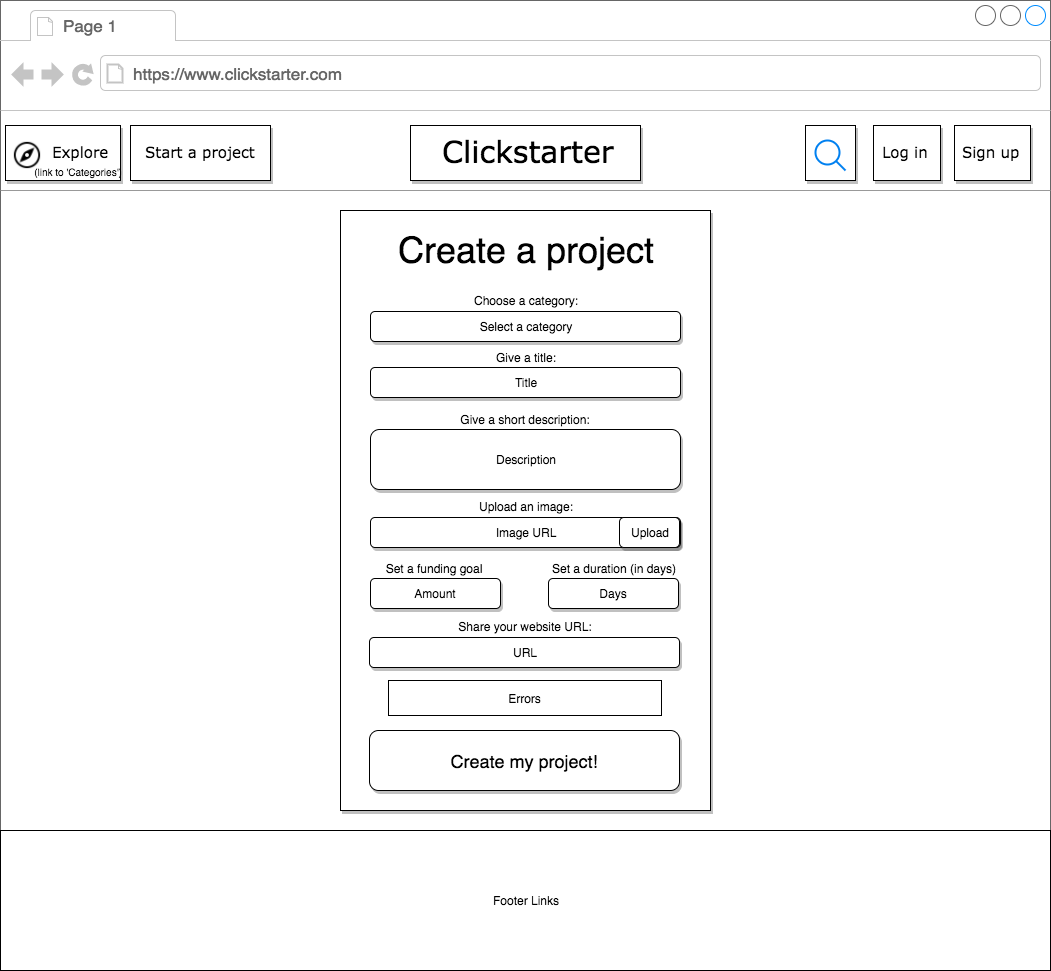 Page 1
https://www.clickstarter.com
Explore
(link to 'Categories')
Start a project
Clickstarter
Log in
Sign up
Create a project
Choose a category:
Select a category
Give a title:
Title
Give a short description:
Description
Upload an image:
Image URL
Upload
Set a funding goal
Set a duration (in days)
Amount
Days
Share your website URL:
URL
Errors
Create my project!
Footer Links